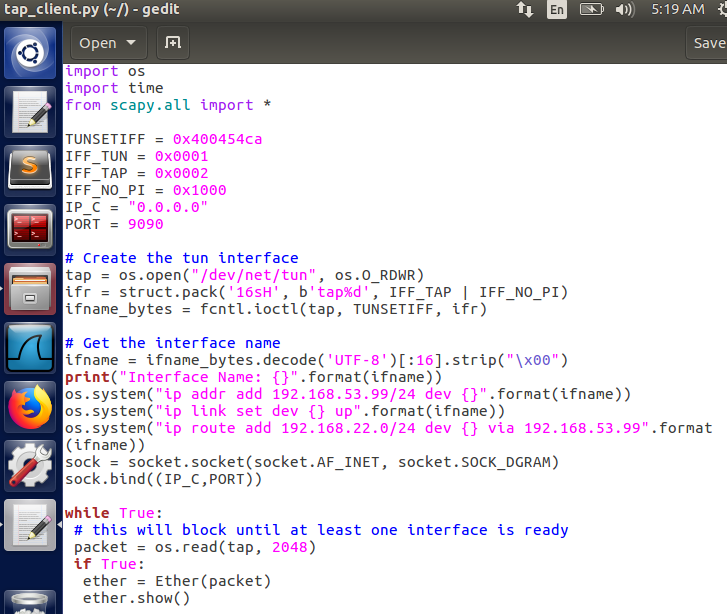 tap_client.py (~/) - gedit
En
5:19 AM
Open
Save
import os
import time
from scapy.all import *
TUNSETIFF = 0x400454ca
IFF_TUN = 0x0001
IFF_TAP = 0x0002
IFF_NO_PI = 0x1000
IP_C = "0.0.0.0"
PORT = 9090
# Create the tun interface
tap = os.open("/dev/net/tun", os.O_RDWR)
ifr = struct.pack('16sH', b'tap%d', IFF_TAP | IFF_NO_PI)
ifname_bytes = fcntl.ioctl(tap, TUNSETIFF, ifr)
# Get the interface name
ifname = ifname_bytes.decode('UTF-8')[:16].strip("\x00")
print("Interface Name: {}".format(ifname))
os.system("ip addr add 192.168.53.99/24 dev {}".format(ifname))
os.system("ip link set dev {} up".format(ifname))
os.system("ip route add 192.168.22.0/24 dev {} via 192.168.53.99".format
(ifname))
sock = socket.socket(socket.AF_INET, socket.SOCK_DGRAM)
sock.bind((IP_C,PORT))
while True:
 # this will block until at least one interface is ready
 packet = os.read(tap, 2048)
 if True:
  ether = Ether(packet)
  ether.show()